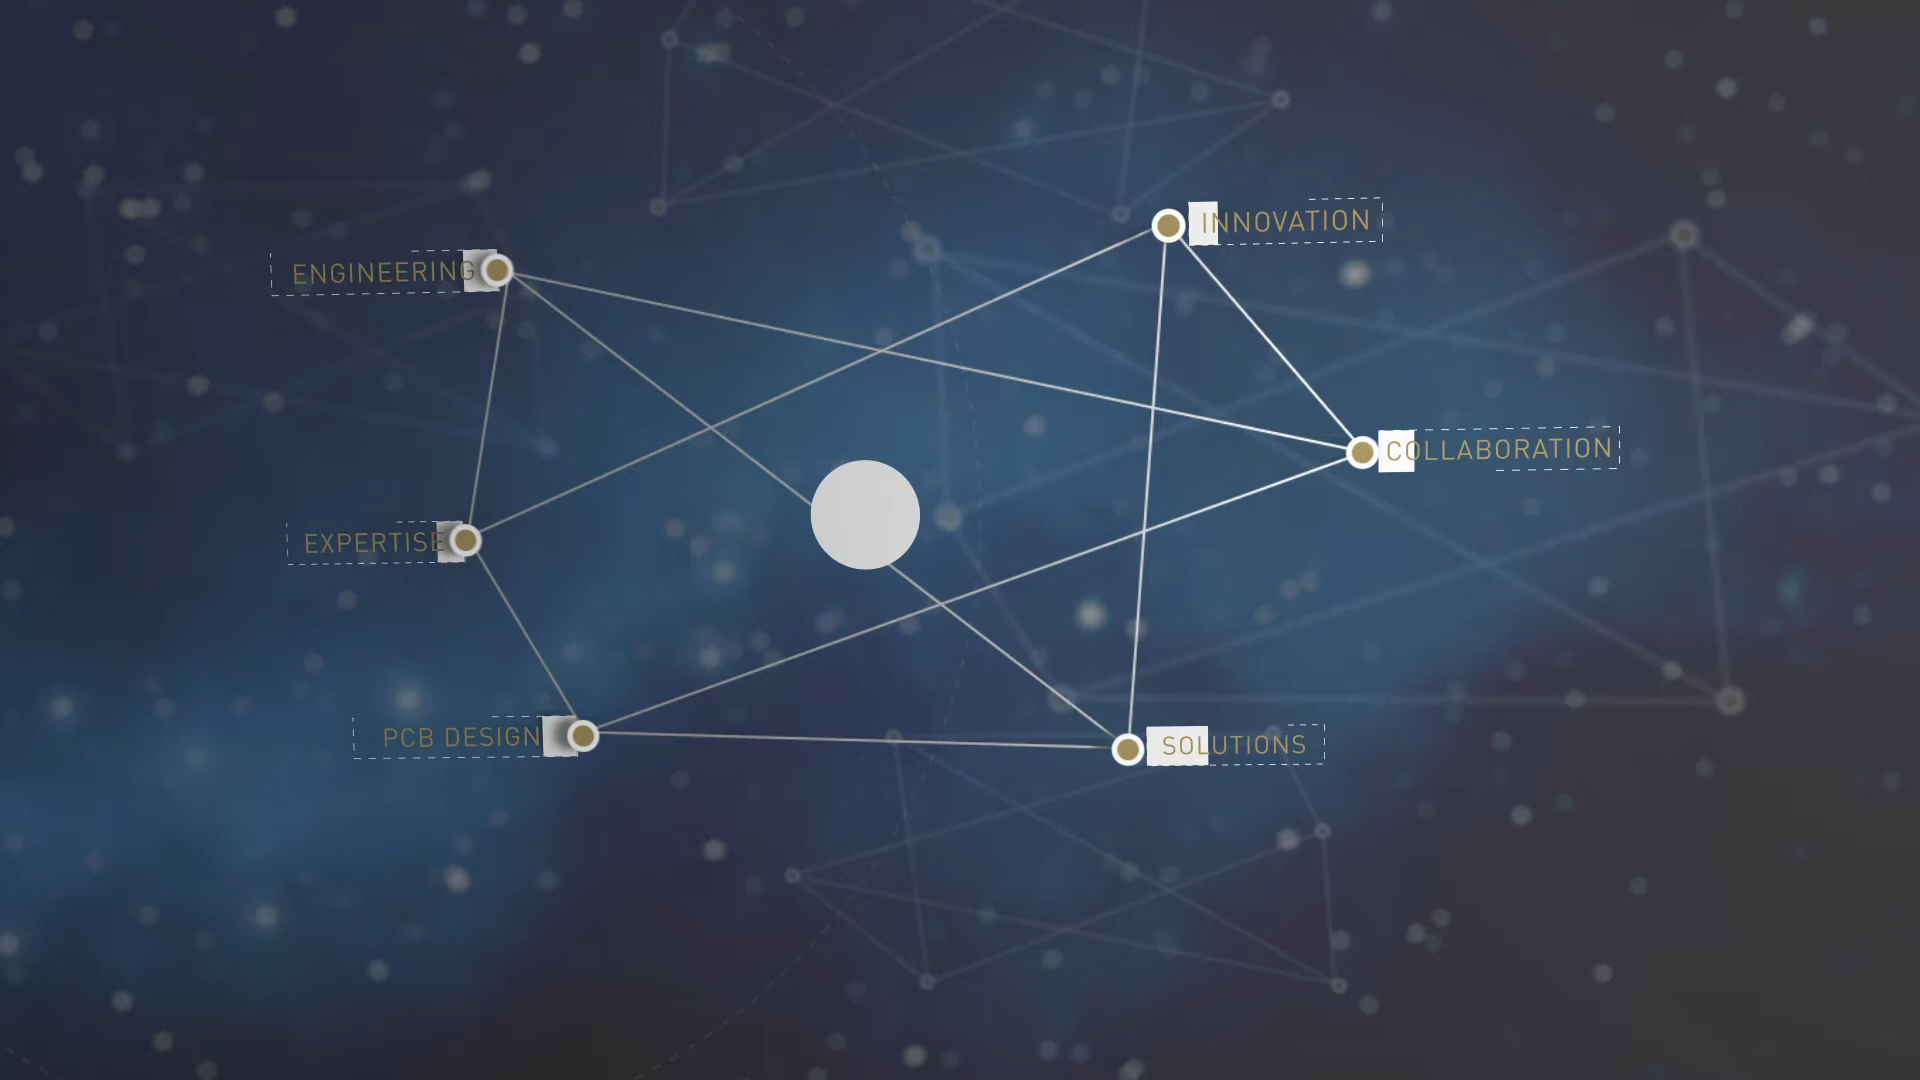 INNOVATION
ENGINEERING
COLLABORATION
EXPERTISE
PCB DESIGN
SOLUTIONS